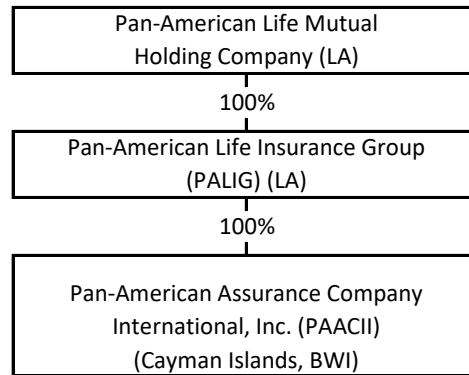 Pan-American Life Mutual
Holding Company (LA)
100%
Pan-American Life Insurance Group
(PALIG) (LA)
100%
Pan-American Assurance Company
International, Inc. (PAACII)
(Cayman Islands, BWI)